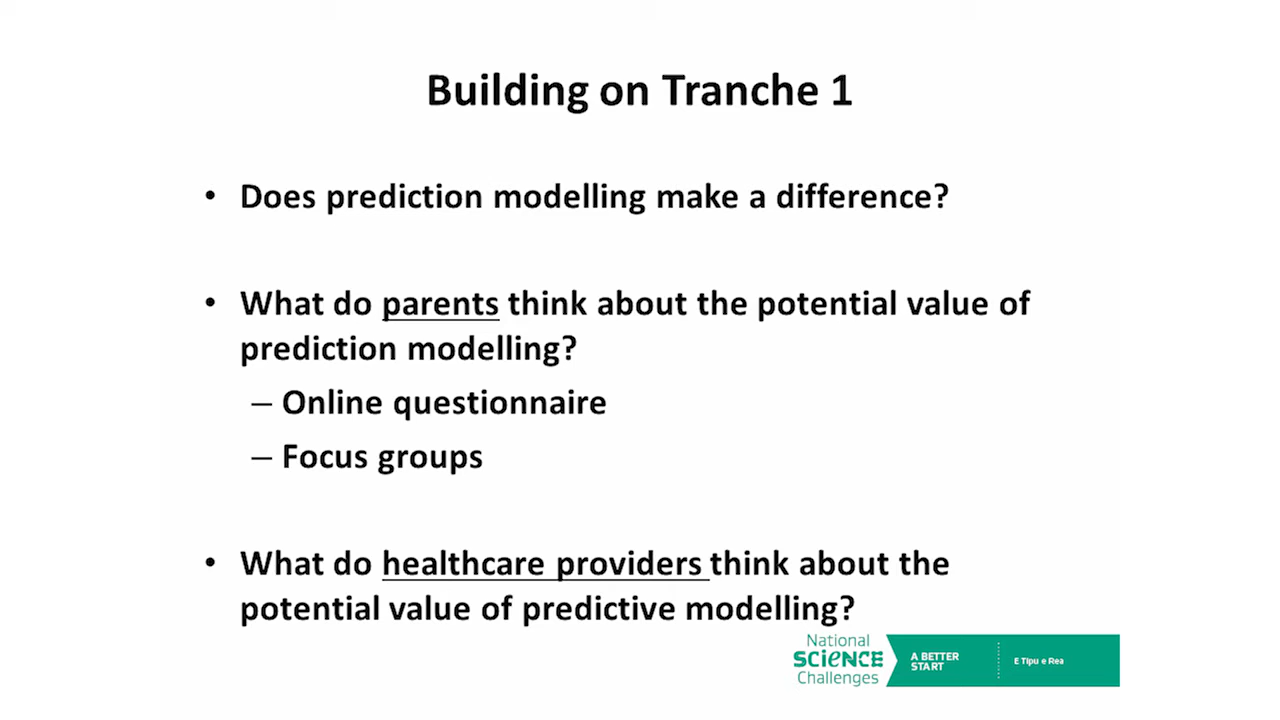 Building on Tranche 1
• Does prediction modelling make a difference?
• What do parents think about the potential value of
prediction modelling?
– Online questionnaire
– Focus groups
• What do healthcare providers think about the
potential value of predictive modelling?
National
SCIENCE
Challenges
A BETTER
START
E Tipu e Rea